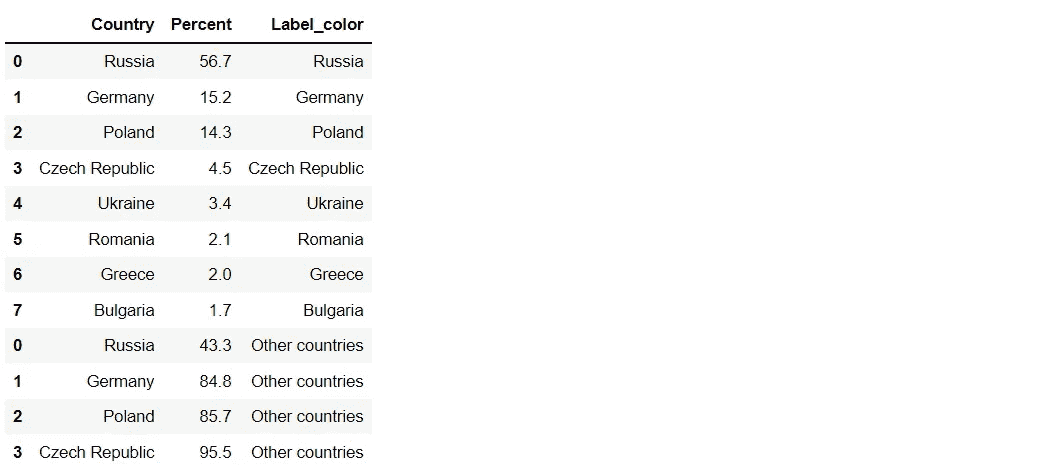 Country Percent Label_color
0 Russia 56.7 Russia
1 Germany 15.2 Germany
2 Poland 14.3 Poland
3 Czech Republic 4.5 Czech Republic
4 Ukraine 3.4 Ukraine
5 Romania 2.1 Romania
6 Greece 2.0 Greece
7 Bulgaria 1.7 Bulgaria
0 Russia 43.3 Other countries
1 Germany 84.8 Other countries
2 Poland 85.7 Other countries
3 Czech Republic 95.5 Other countries